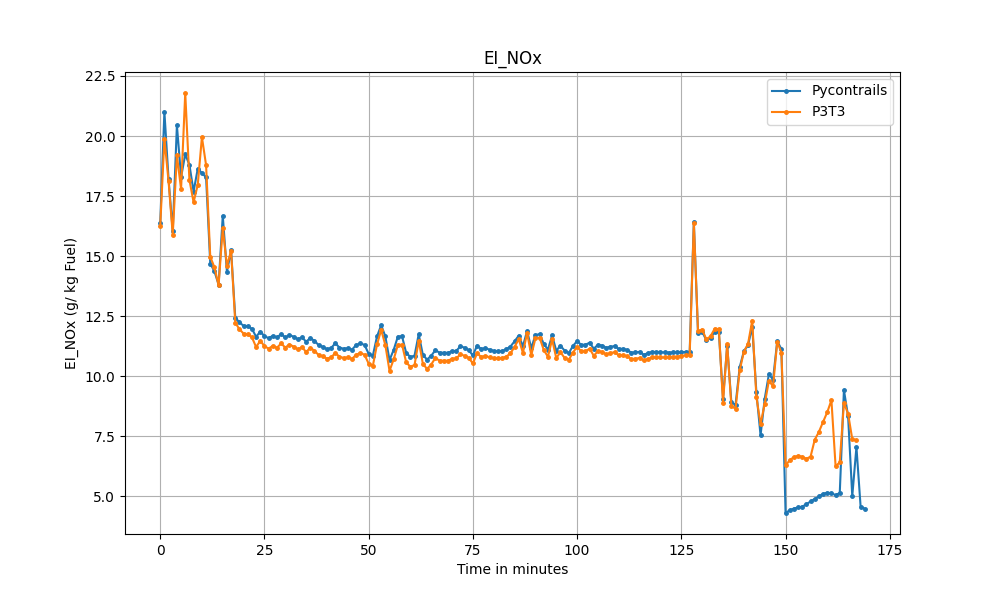 EI_NOx
Pycontrails
P3T3
EI_NOx (g/ kg Fuel)
22.5
20.0
17.5
15.0
12.5
10.0
7.5
5.0
0 25 50 75 100 125 150 175
Time in minutes